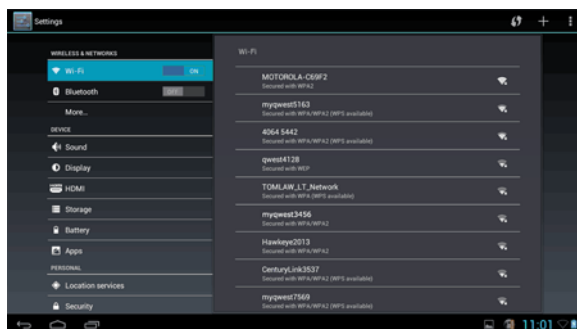 Settings
WIRELESS & NETWORKS
Wi-Fi ON
Bluetooth OFF
More...
DEVICE
Sound
Display
HDMI
Storage
Battery
Apps
PERSONAL
Location services
Security
Wi-Fi
MOTOROLA-C69F2
Secured with WPA2
myqwest5163
Secured with WPA/WPA2 (WPS available)
4064 5442
Secured with WPA/WPA2 (WPS available)
qwest4128
Secured with WEP
TOMLAW_LT_Network
Secured with WPA (WPS available)
myqwest3456
Secured with WPA/WPA2
Hawkeye2013
Secured with WPA/WPA2
CenturyLink3537
Secured with WPA/WPA2 (WPS available)
myqwest7569
Secured with WPA/WPA2 (WPS available)
11:01